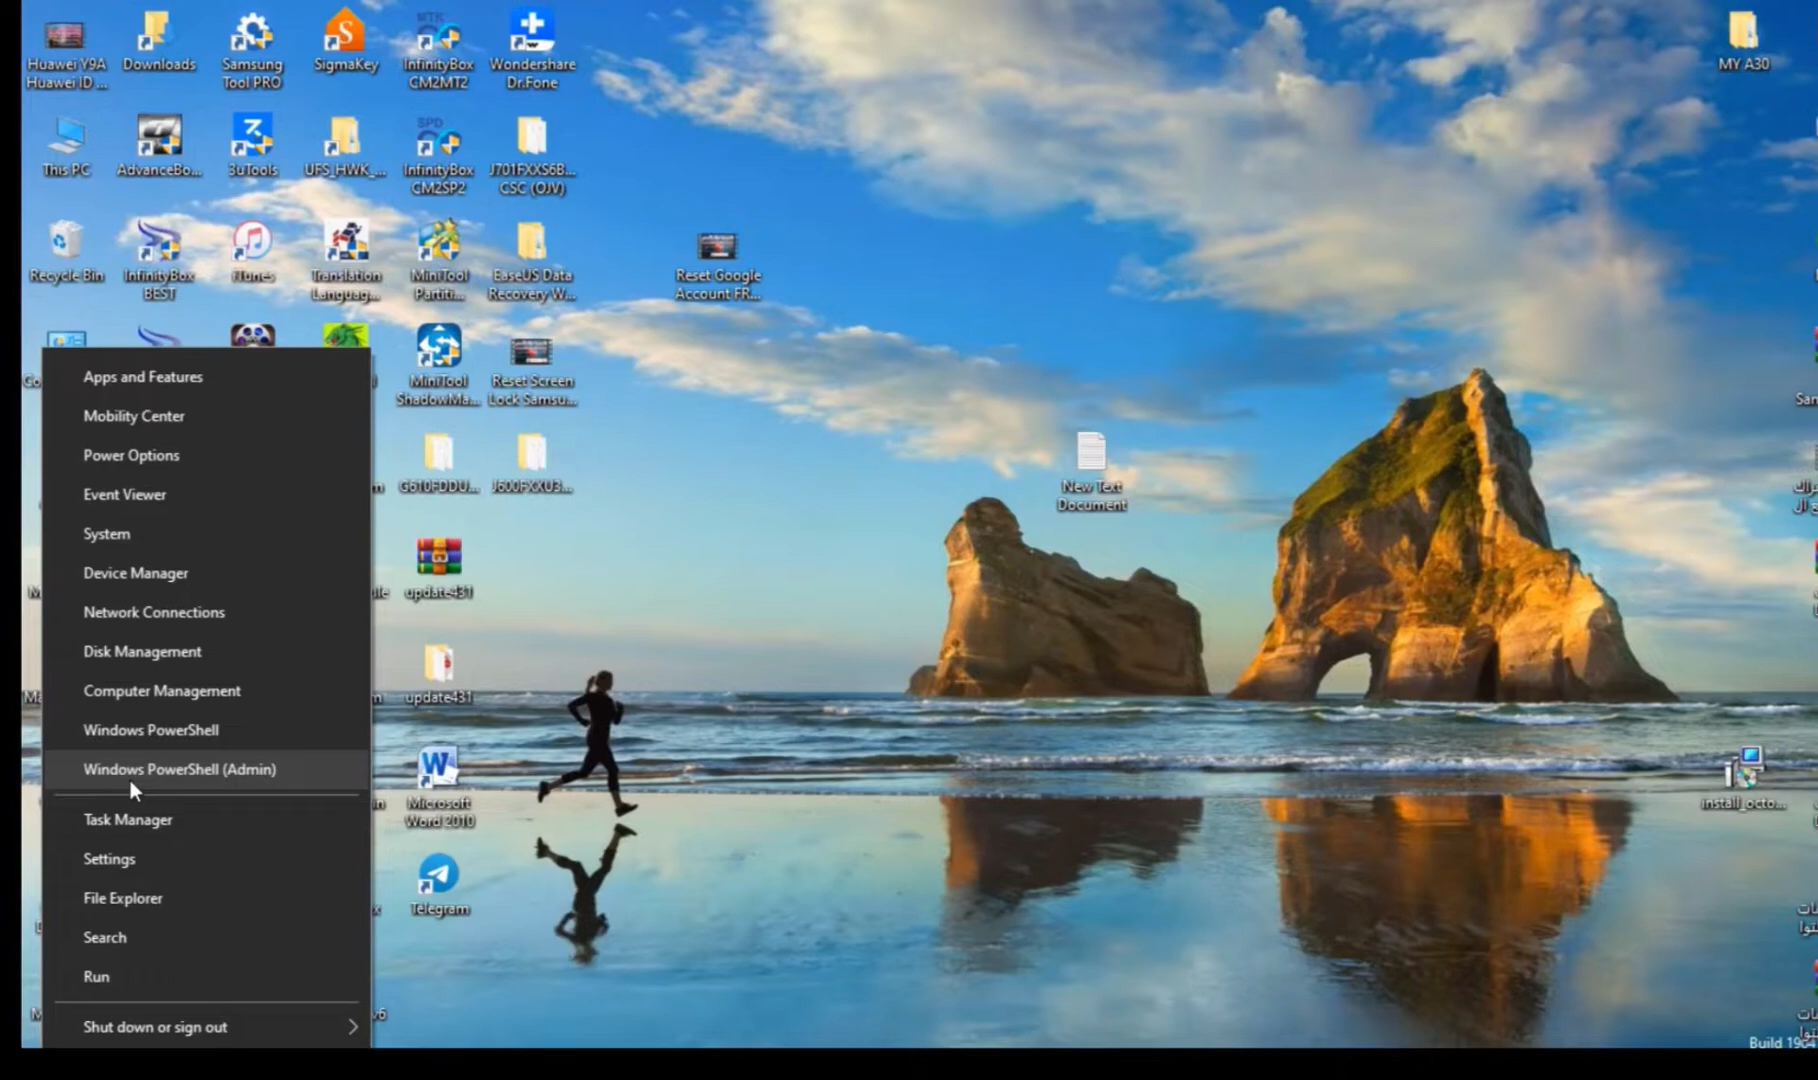 Huawei Y9A
Huawei ID ...
Downloads
Samsung
Tool PRO
SigmaKey
InfinityBox
CM2MT2
Wondershare
Dr.Fone
MY A30
This PC
AdvanceBo...
3uTools
UFS_HWK_...
InfinityBox
CM2SP2
J701FXXS6B...
CSC (OJV)
Recycle Bin
InfinityBox
BEST
iTunes
Translation
Languag...
MiniTool
Partiti...
EaseUS Data
Recovery W...
Reset Google
Account FR...
MiniTool
ShadowMa...
Reset Screen
Lock Samsu...
G610FDDU...
J600FXXU3...
New Text
Document
update431
update431
Microsoft
Word 2010
Telegram
install_octo...
Apps and Features
Mobility Center
Power Options
Event Viewer
System
Device Manager
Network Connections
Disk Management
Computer Management
Windows PowerShell
Windows PowerShell (Admin)
Task Manager
Settings
File Explorer
Search
Run
Shut down or sign out